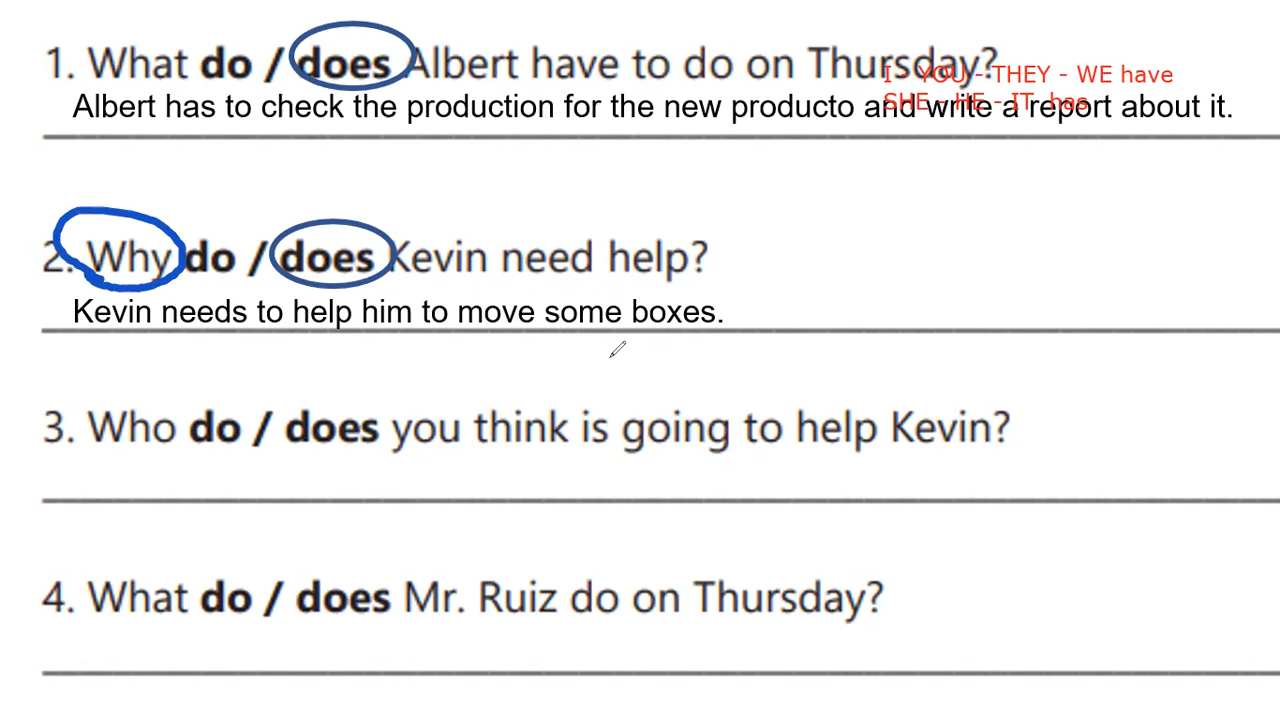 1. What do / does Albert have to do on Thursday?
I - YOU - THEY - WE have
SHE - HE - IT has
Albert has to check the production for the new producto and write a report about it.
2. Why do / does Kevin need help?
Kevin needs to help him to move some boxes.
3. Who do / does you think is going to help Kevin?
4. What do / does Mr. Ruiz do on Thursday?